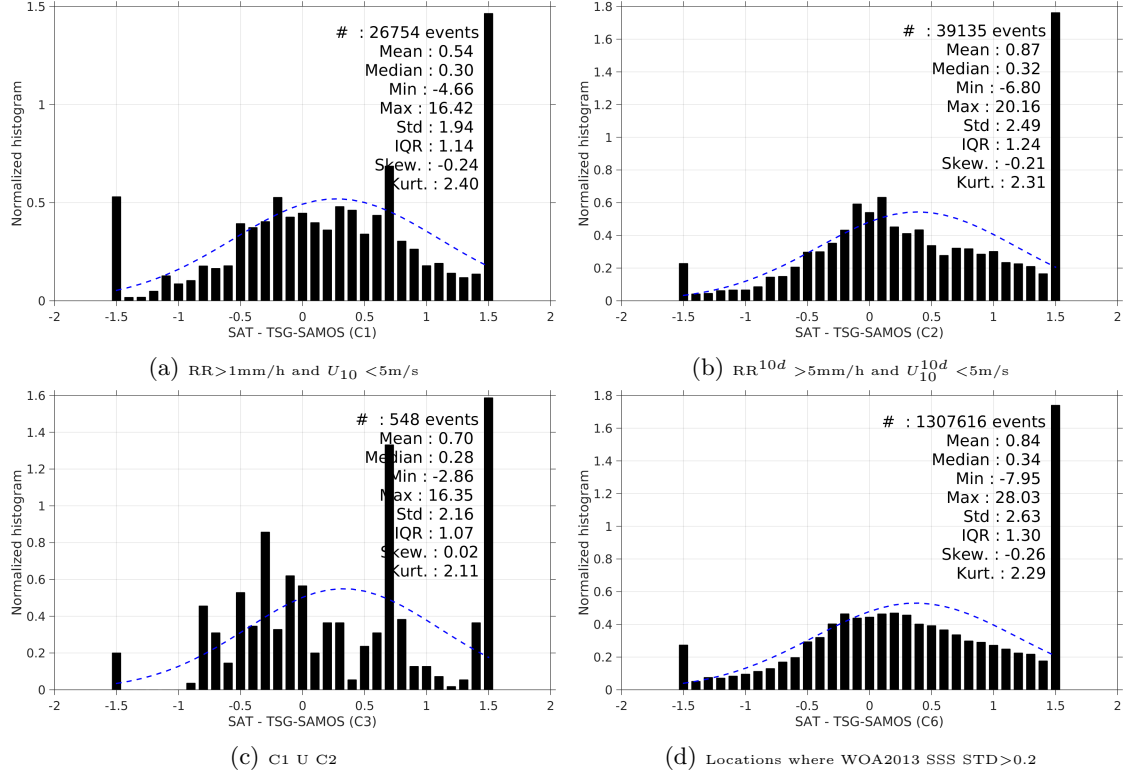 1.5
1
0.5
0
Normalized histogram
# : 26754 events
Mean : 0.54
Median : 0.30
Min : -4.66
Max : 16.42
Std : 1.94
IQR : 1.14
Skew. : -0.24
Kurt. : 2.40
-2 -1.5 -1 -0.5 0 0.5 1 1.5 2
SAT - TSG-SAMOS (C1)
(a) RR>1mm/h and U10 <5m/s
1.8
1.6
1.4
1.2
1
0.8
0.6
0.4
0.2
0
Normalized histogram
# : 39135 events
Mean : 0.87
Median : 0.32
Min : -6.80
Max : 20.16
Std : 2.49
IQR : 1.24
Skew. : -0.21
Kurt. : 2.31
-2 -1.5 -1 -0.5 0 0.5 1 1.5 2
SAT - TSG-SAMOS (C2)
(b) RR10d >5mm/h and U10d10 <5m/s
1.6
1.4
1.2
1
0.8
0.6
0.4
0.2
0
Normalized histogram
# : 548 events
Mean : 0.70
Median : 0.28
Min : -2.86
Max : 16.35
Std : 2.16
IQR : 1.07
Skew. : 0.02
Kurt. : 2.11
-2 -1.5 -1 -0.5 0 0.5 1 1.5 2
SAT - TSG-SAMOS (C3)
(c) C1 U C2
1.8
1.6
1.4
1.2
1
0.8
0.6
0.4
0.2
0
Normalized histogram
# : 1307616 events
Mean : 0.84
Median : 0.34
Min : -7.95
Max : 28.03
Std : 2.63
IQR : 1.30
Skew. : -0.26
Kurt. : 2.29
-2 -1.5 -1 -0.5 0 0.5 1 1.5 2
SAT - TSG-SAMOS (C6)
(d) Locations where WOA2013 SSS STD>0.2